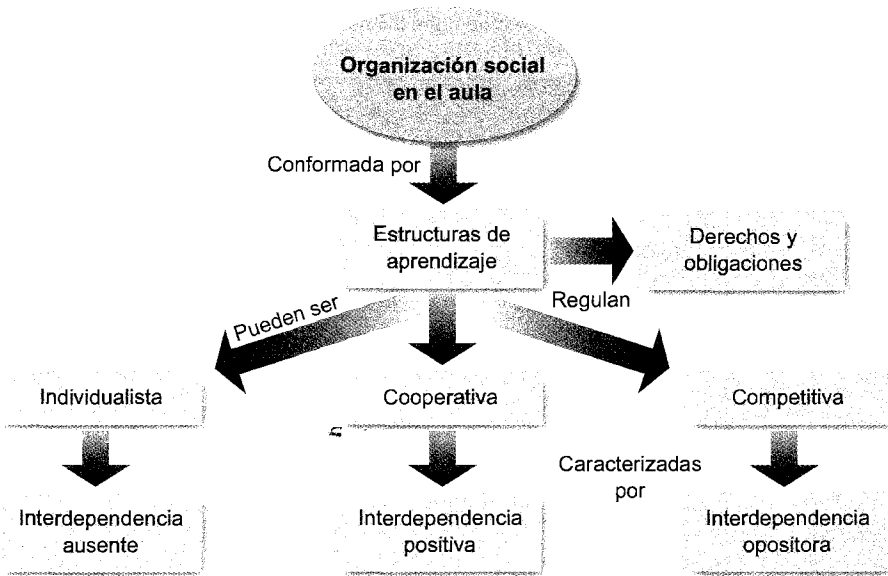 Organización social
en el aula
Conformada por
Estructuras de
aprendizaje
Derechos y
obligaciones
Regulan
Pueden ser
Individualista
Cooperativa
Competitiva
Caracterizadas
por
Interdependencia
ausente
Interdependencia
positiva
Interdependencia
opositora